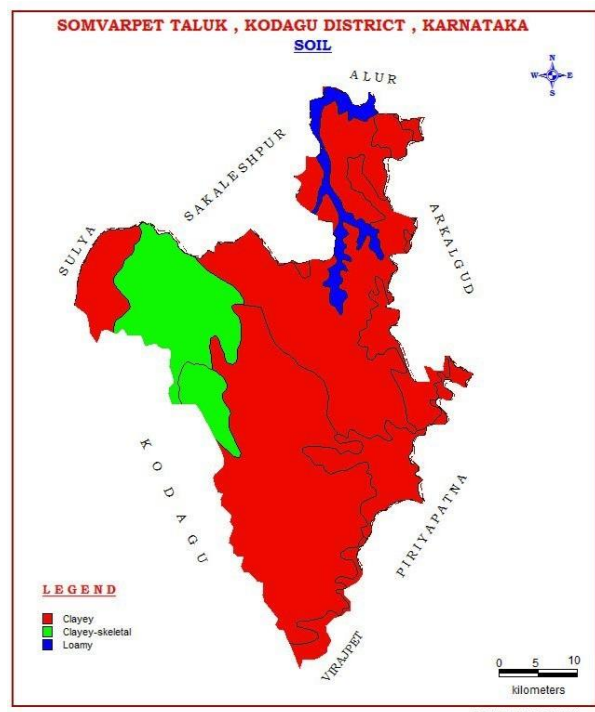 SOMVARPET TALUK , KODAGU DISTRICT , KARNATAKA
SOIL
N
W E
S
ALUR
SAKALESHPUR
SULYA
ARKALGUD
KODAGU
PIRIYAPATNA
VIRAJPET
LEGEND
Clayey
Clayey-skeletal
Loamy
0 5 10
kilometers